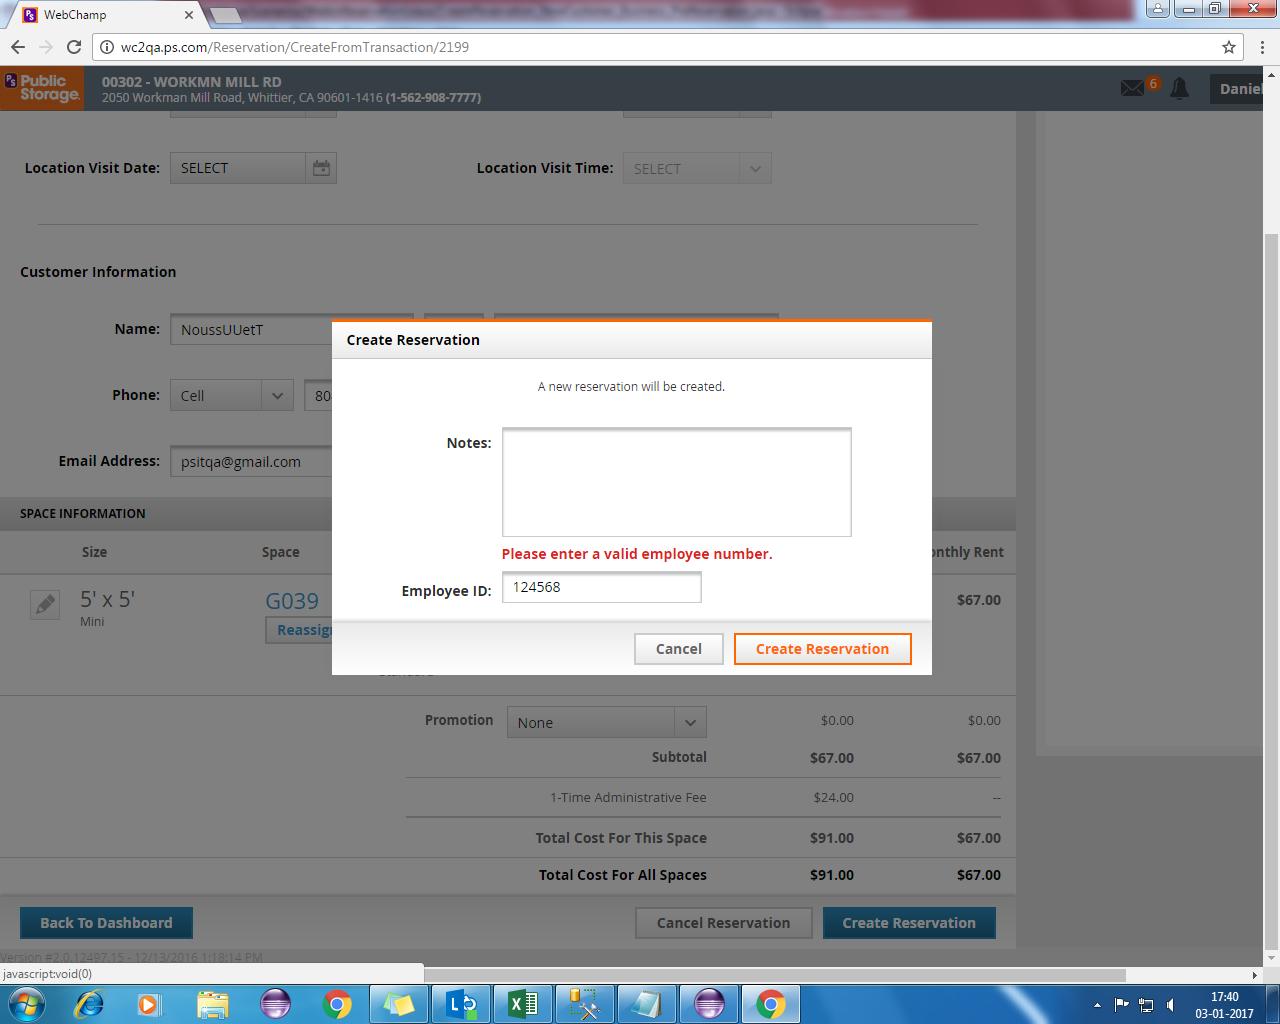 WebChamp
wc2qa.ps.com/Reservation/CreateFromTransaction/2199
PS Public Storage.
00302 - WORKMN MILL RD
2050 Workman Mill Road, Whittier, CA 90601-1416 (1-562-908-7777)
6
Daniel
Location Visit Date: SELECT
Location Visit Time: SELECT
Customer Information
Name: NoussUUetT
Phone: Cell 80
Email Address: psitqa@gmail.com
SPACE INFORMATION
Size Space onthly Rent
5' x 5' G039 $67.00
Mini
Reassig
Create Reservation
A new reservation will be created.
Notes:
Please enter a valid employee number.
Employee ID: 124568
Cancel Create Reservation
Promotion None $0.00 $0.00
Subtotal $67.00 $67.00
1-Time Administrative Fee $24.00 --
Total Cost For This Space $91.00 $67.00
Total Cost For All Spaces $91.00 $67.00
Back To Dashboard Cancel Reservation Create Reservation
Version #2.0.12497.15 - 12/13/2016 1:18:14 PM
javascript:void(0)
17:40
03-01-2017